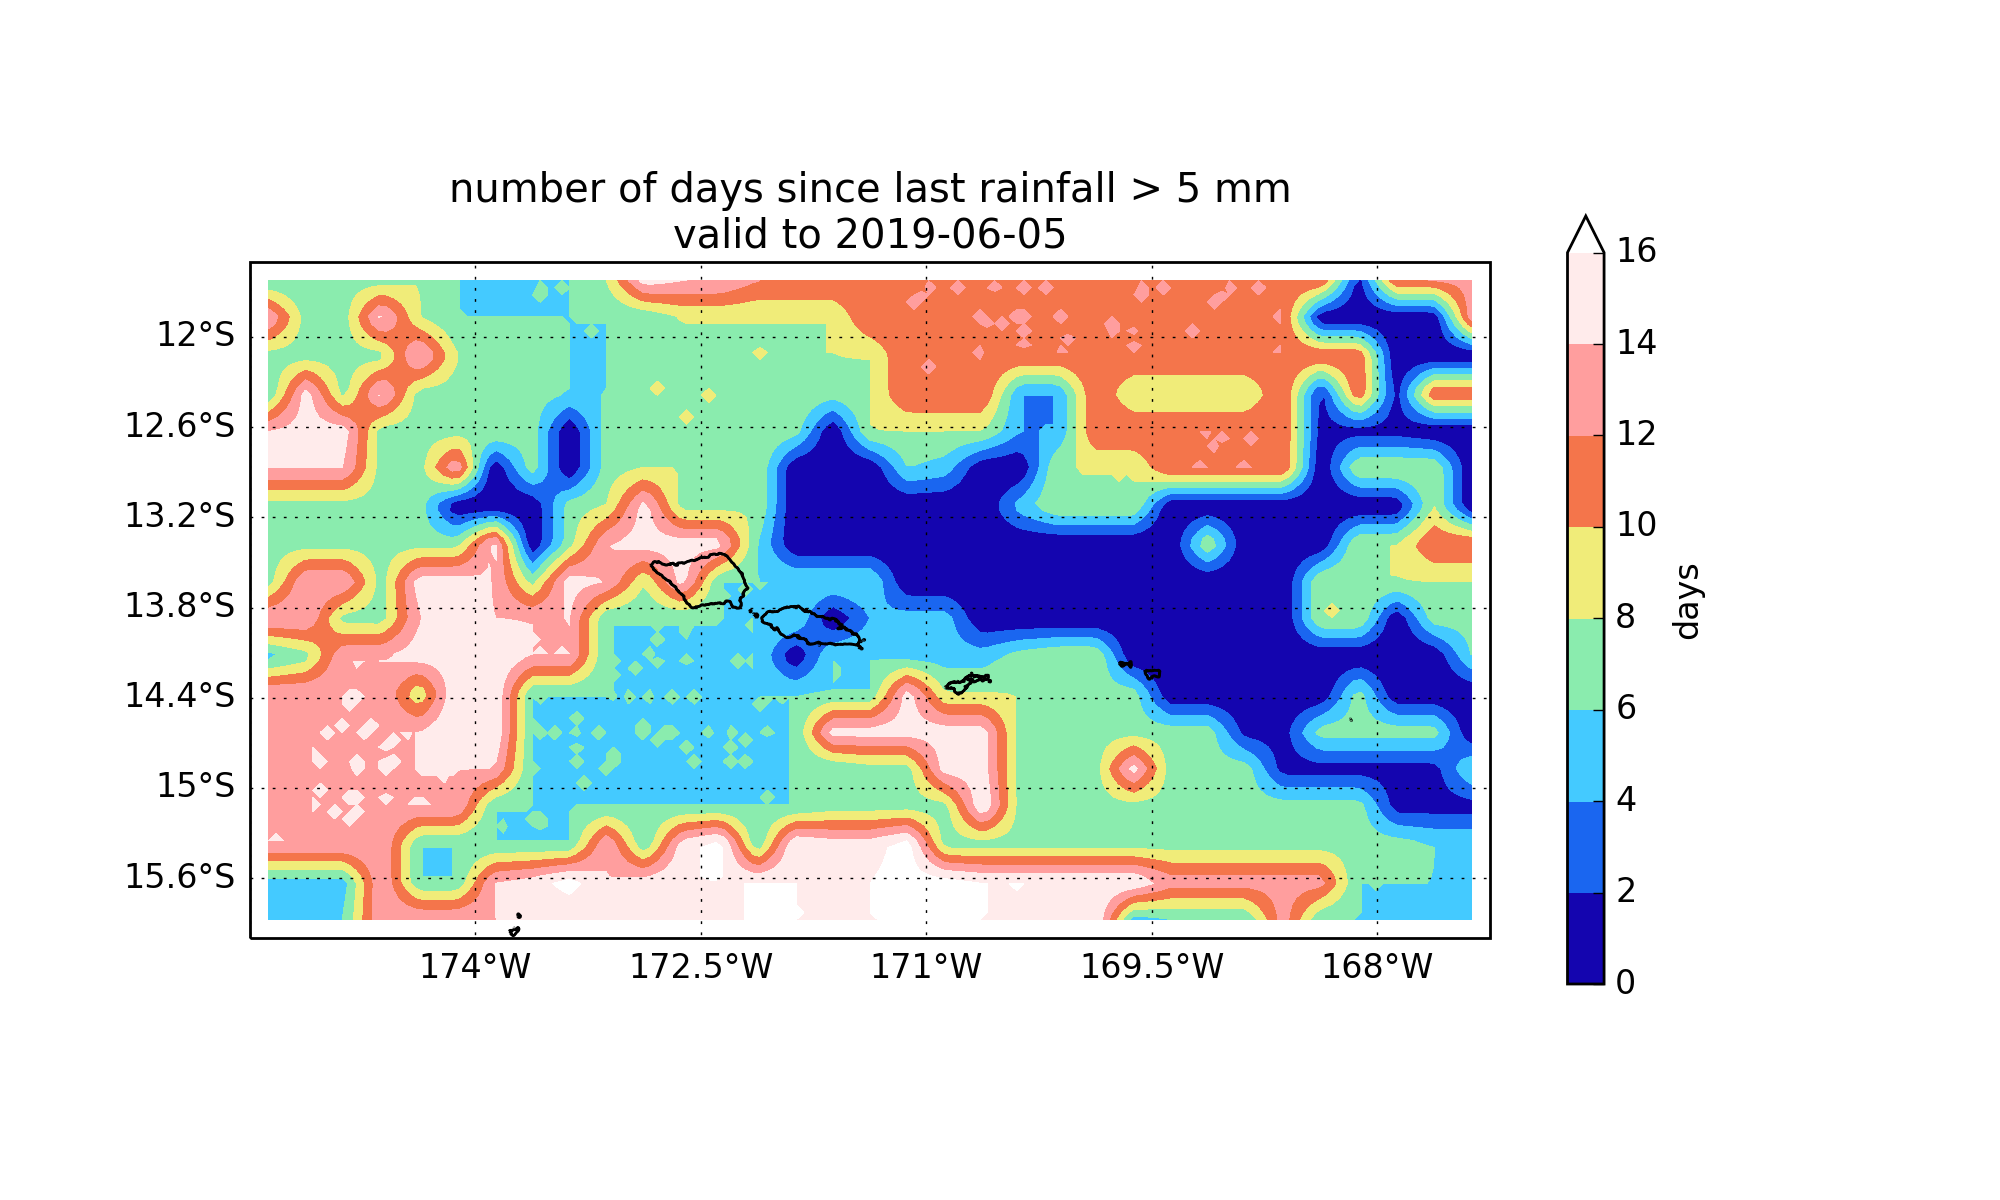 number of days since last rainfall > 5 mm
valid to 2019-06-05
12°S
12.6°S
13.2°S
13.8°S
14.4°S
15°S
15.6°S
174°W
172.5°W
171°W
169.5°W
168°W
16
14
12
10
8
6
4
2
0
days